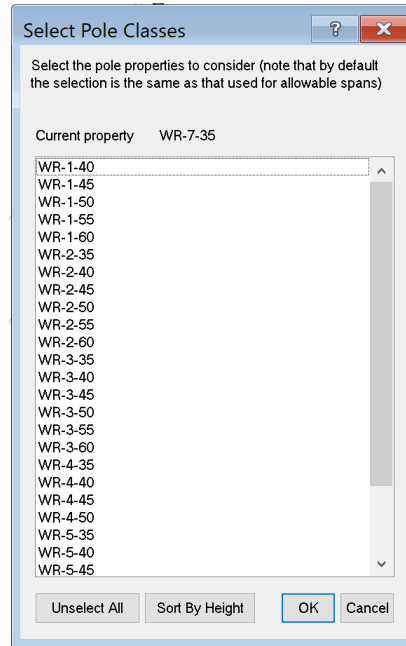 Select Pole Classes
Select the pole properties to consider (note that by default
the selection is the same as that used for allowable spans)
Current property WR-7-35
WR-1-40
WR-1-45
WR-1-50
WR-1-55
WR-1-60
WR-2-35
WR-2-40
WR-2-45
WR-2-50
WR-2-55
WR-2-60
WR-3-35
WR-3-40
WR-3-45
WR-3-50
WR-3-55
WR-3-60
WR-4-35
WR-4-40
WR-4-45
WR-4-50
WR-5-35
WR-5-40
WR-5-45
Unselect All Sort By Height OK Cancel